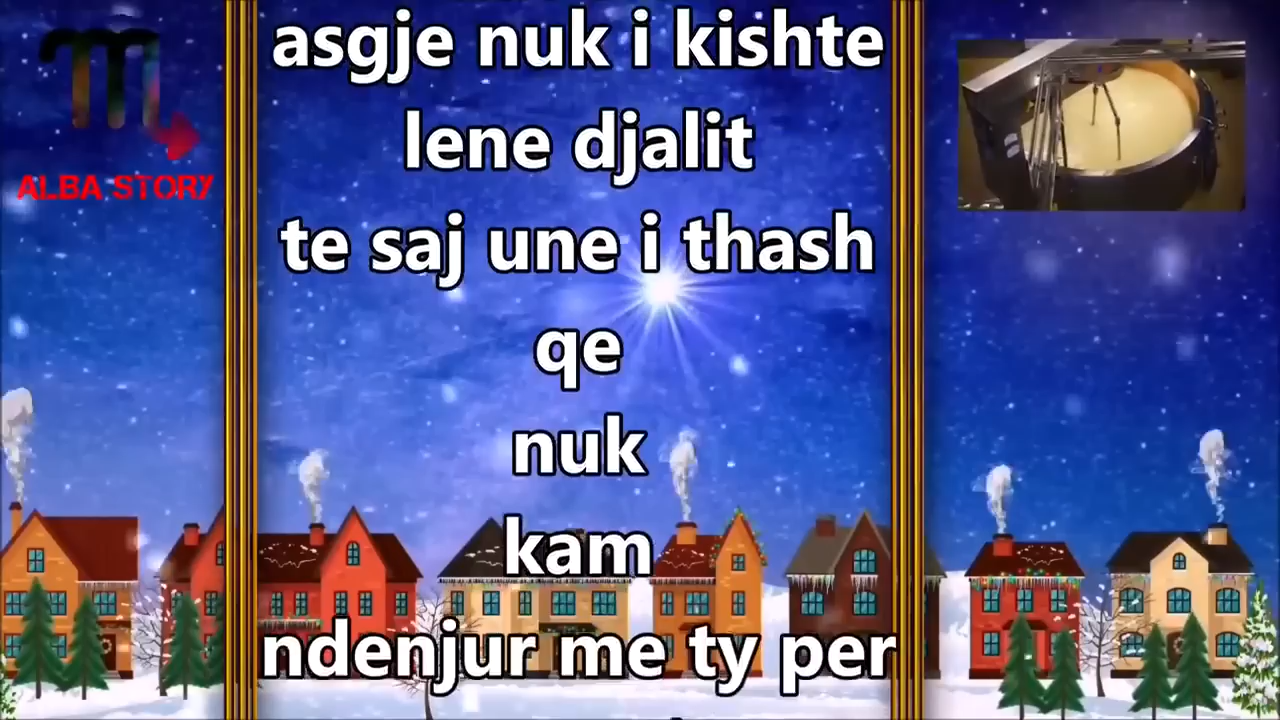 asgje nuk i kishte
lene djalit
te saj une i thash
qe
nuk
kam
ndenjur me ty per
ALBA STORY